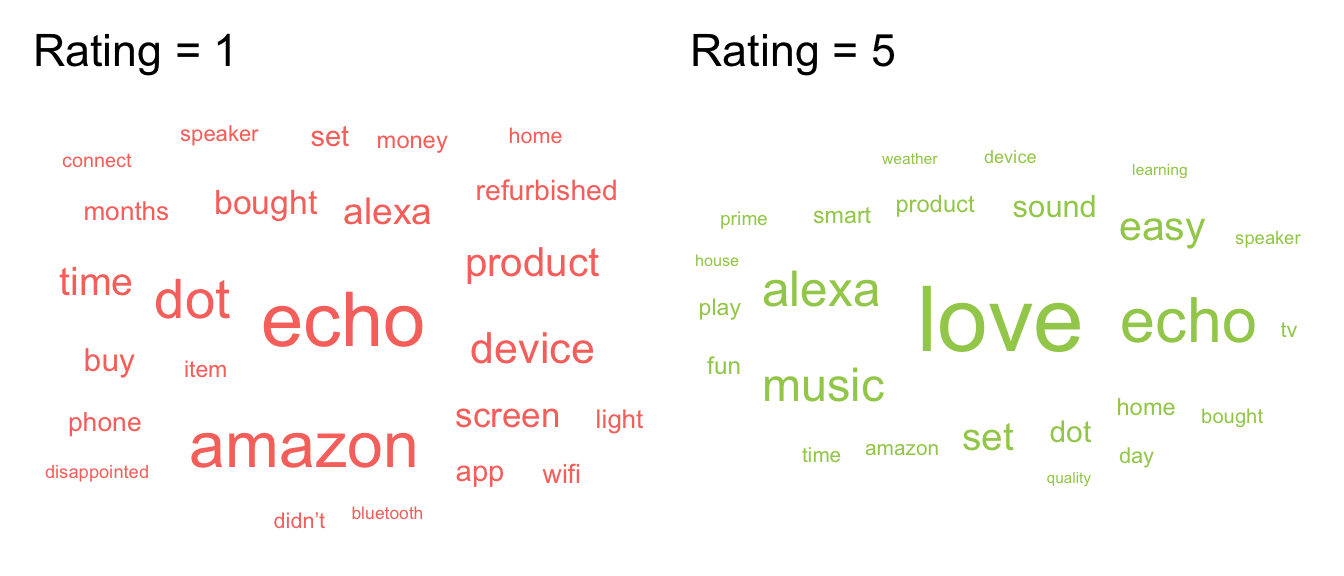 Rating = 1
speaker set money home
connect
refurbished
months bought alexa
product
time dot echo
device
buy item
screen light
phone amazon
disappointed app wifi
didn't bluetooth
Rating = 5
weather device learning
prime smart product sound easy speaker
house
alexa
play love echo tv
fun music
home bought
time amazon set dot day
quality